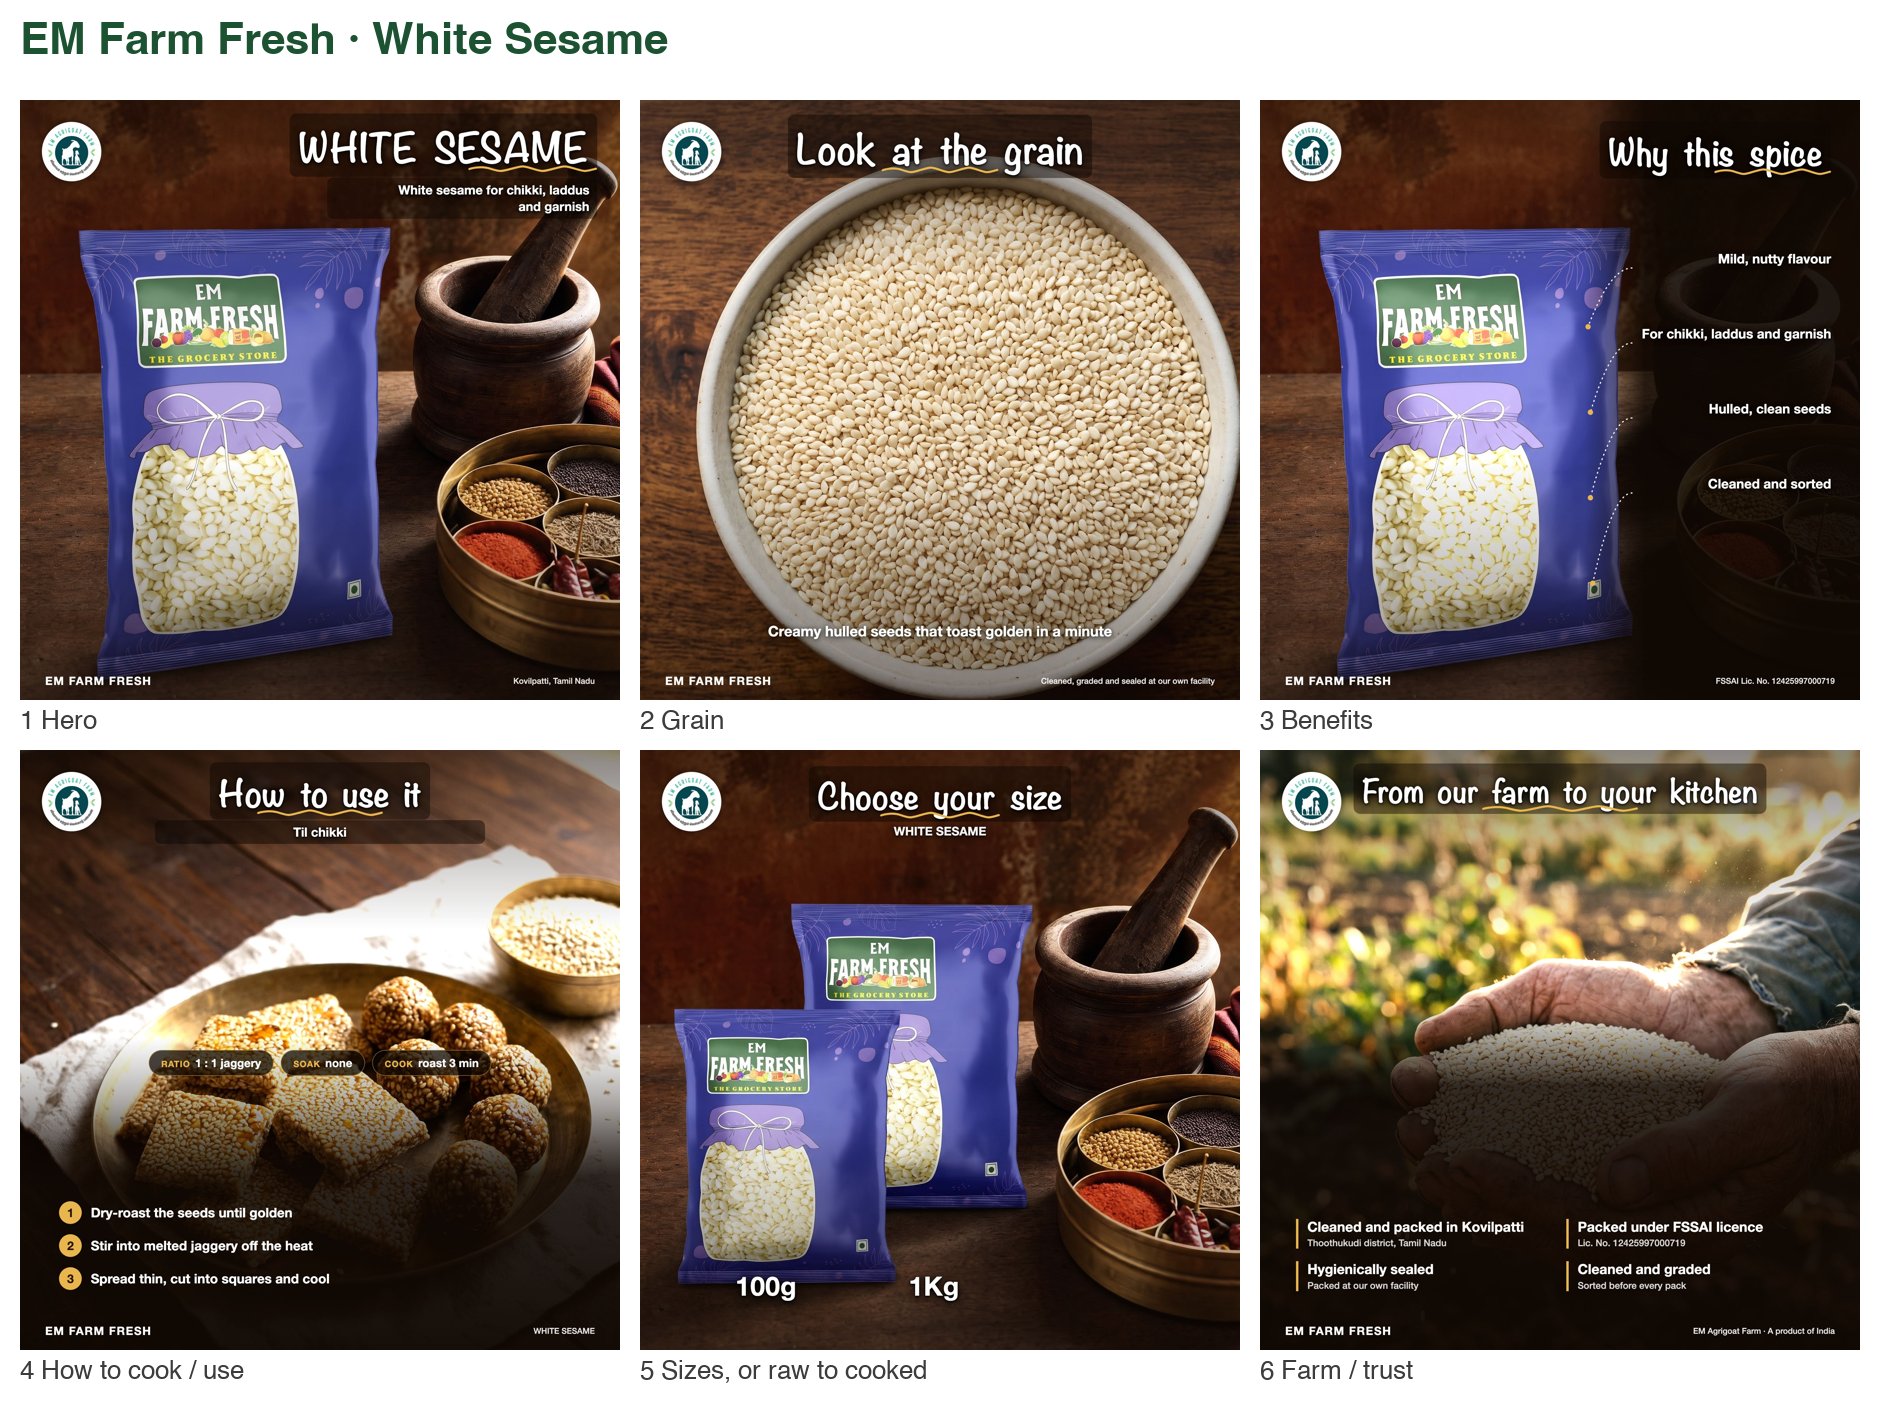 EM Farm Fresh · White Sesame
WHITE SESAME
White sesame for chikki, laddus
and garnish
EM
FARM FRESH
THE GROCERY STORE
EM FARM FRESH
Kovilpatti, Tamil Nadu
1 Hero
Look at the grain
Creamy hulled seeds that toast golden in a minute
EM FARM FRESH
Cleaned, graded and sealed at our own facility
2 Grain
Why this spice
EM
FARM FRESH
THE GROCERY STORE
Mild, nutty flavour
For chikki, laddus and garnish
Hulled, clean seeds
Cleaned and sorted
EM FARM FRESH
FSSAI Lic. No. 12425997000719
3 Benefits
How to use it
Til chikki
RATIO 1 : 1 jaggery
SOAK none
COOK roast 3 min
1 Dry-roast the seeds until golden
2 Stir into melted jaggery off the heat
3 Spread thin, cut into squares and cool
EM FARM FRESH
WHITE SESAME
4 How to cook / use
Choose your size
WHITE SESAME
EM
FARM FRESH
THE GROCERY STORE
EM
FARM FRESH
THE GROCERY STORE
100g
1Kg
5 Sizes, or raw to cooked
From our farm to your kitchen
Cleaned and packed in Kovilpatti
Thoothukudi district, Tamil Nadu
Packed under FSSAI licence
Lic. No. 12425997000719
Hygienically sealed
Packed at our own facility
Cleaned and graded
Sorted before every pack
EM FARM FRESH
EM Agrigoat Farm · A product of India
6 Farm / trust